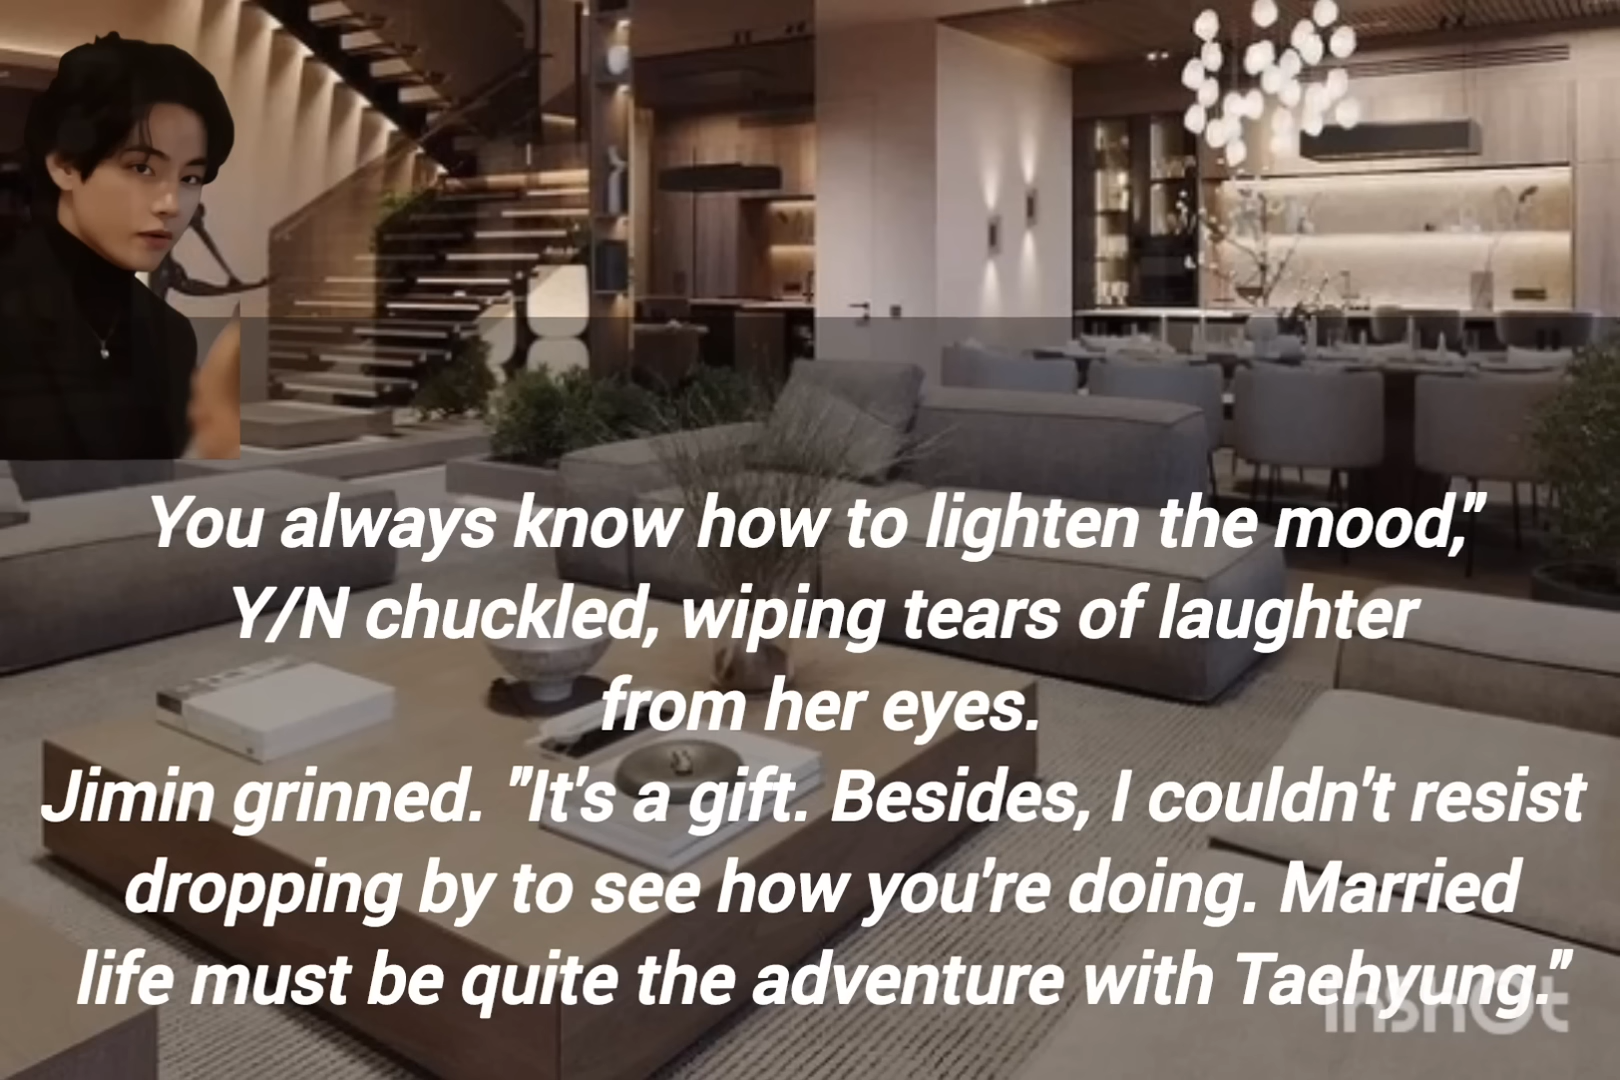 You always know how to lighten the mood,"
Y/N chuckled, wiping tears of laughter
from her eyes.
Jimin grinned. "It's a gift. Besides, I couldn't resist
dropping by to see how you're doing. Married
life must be quite the adventure with Taehyung."
InShOt